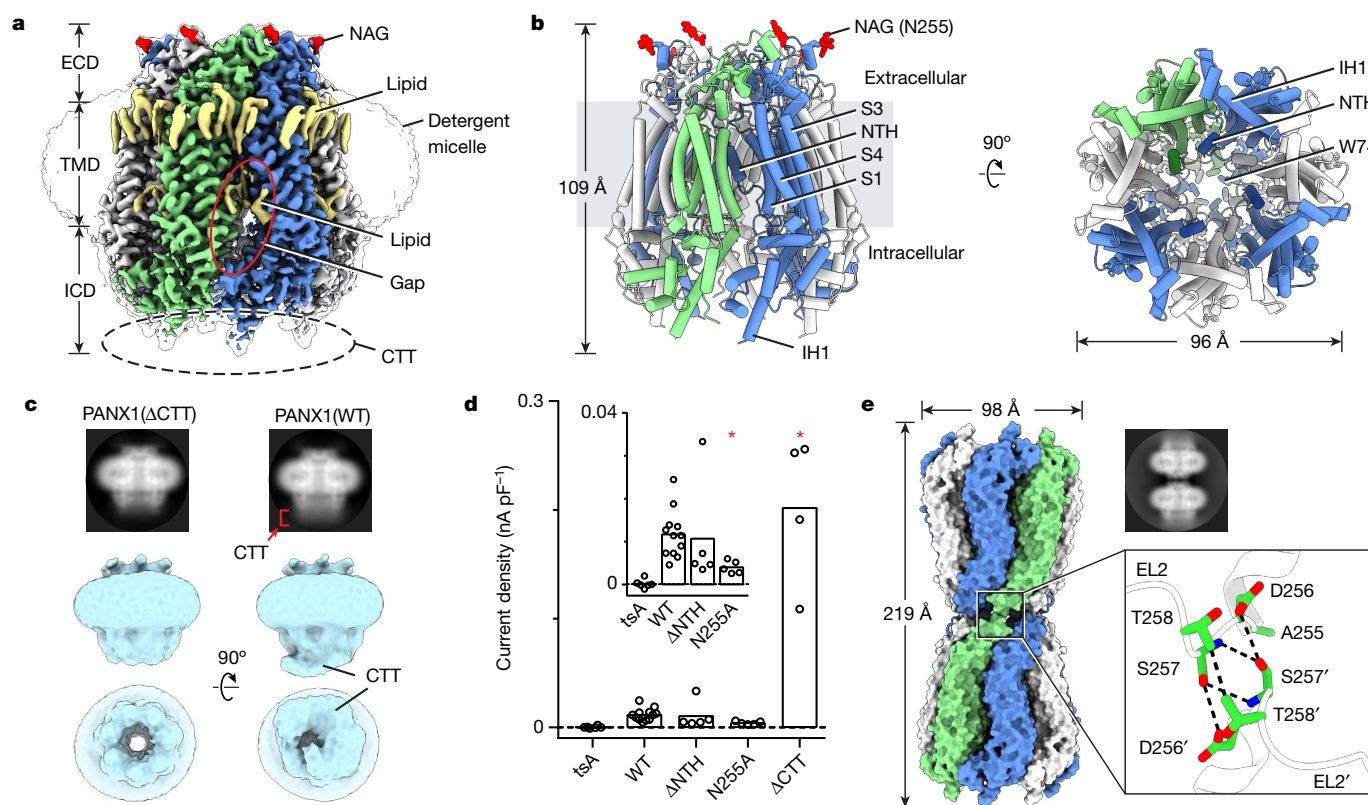 a
NAG
ECD
Lipid
Detergent
micelle
TMD
Lipid
ICD
Gap
CTT
b
NAG (N255)
Extracellular
S3
NTH
S4
S1
109 Å
Intracellular
IH1
90º
IH1
NTH
W74
96 Å
c
PANX1(ΔCTT)
PANX1(WT)
CTT
90º
CTT
d
0.3
0.04
*
*
Current density (nA pF⁻¹)
0
tsA
WT
ΔNTH
N255A
0
tsA
WT
ΔNTH
N255A
ΔCTT
e
98 Å
219 Å
EL2
D256
T258
A255
S257
S257′
T258′
D256′
EL2′